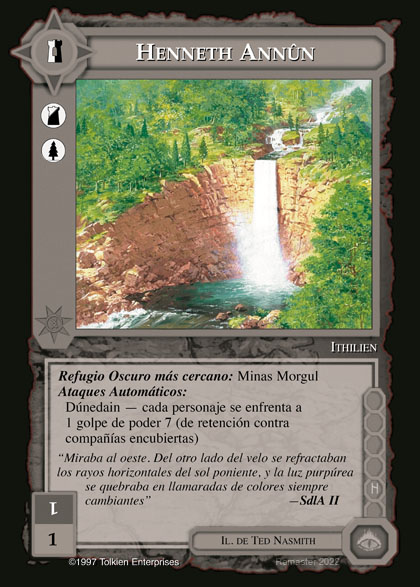 Henneth Annûn
Ithilien
Refugio Oscuro más cercano: Minas Morgul
Ataques Automáticos:
Dúnedain — cada personaje se enfrenta a
1 golpe de poder 7 (de retención contra
compañías encubiertas)
“Miraba al oeste. Del otro lado del velo se refractaban
los rayos horizontales del sol poniente, y la luz purpúrea
se quebraba en llamaradas de colores siempre
cambiantes” —SdlA II
H
1
1
Il. de Ted Nasmith
©1997 Tolkien Enterprises
Remaster 2022